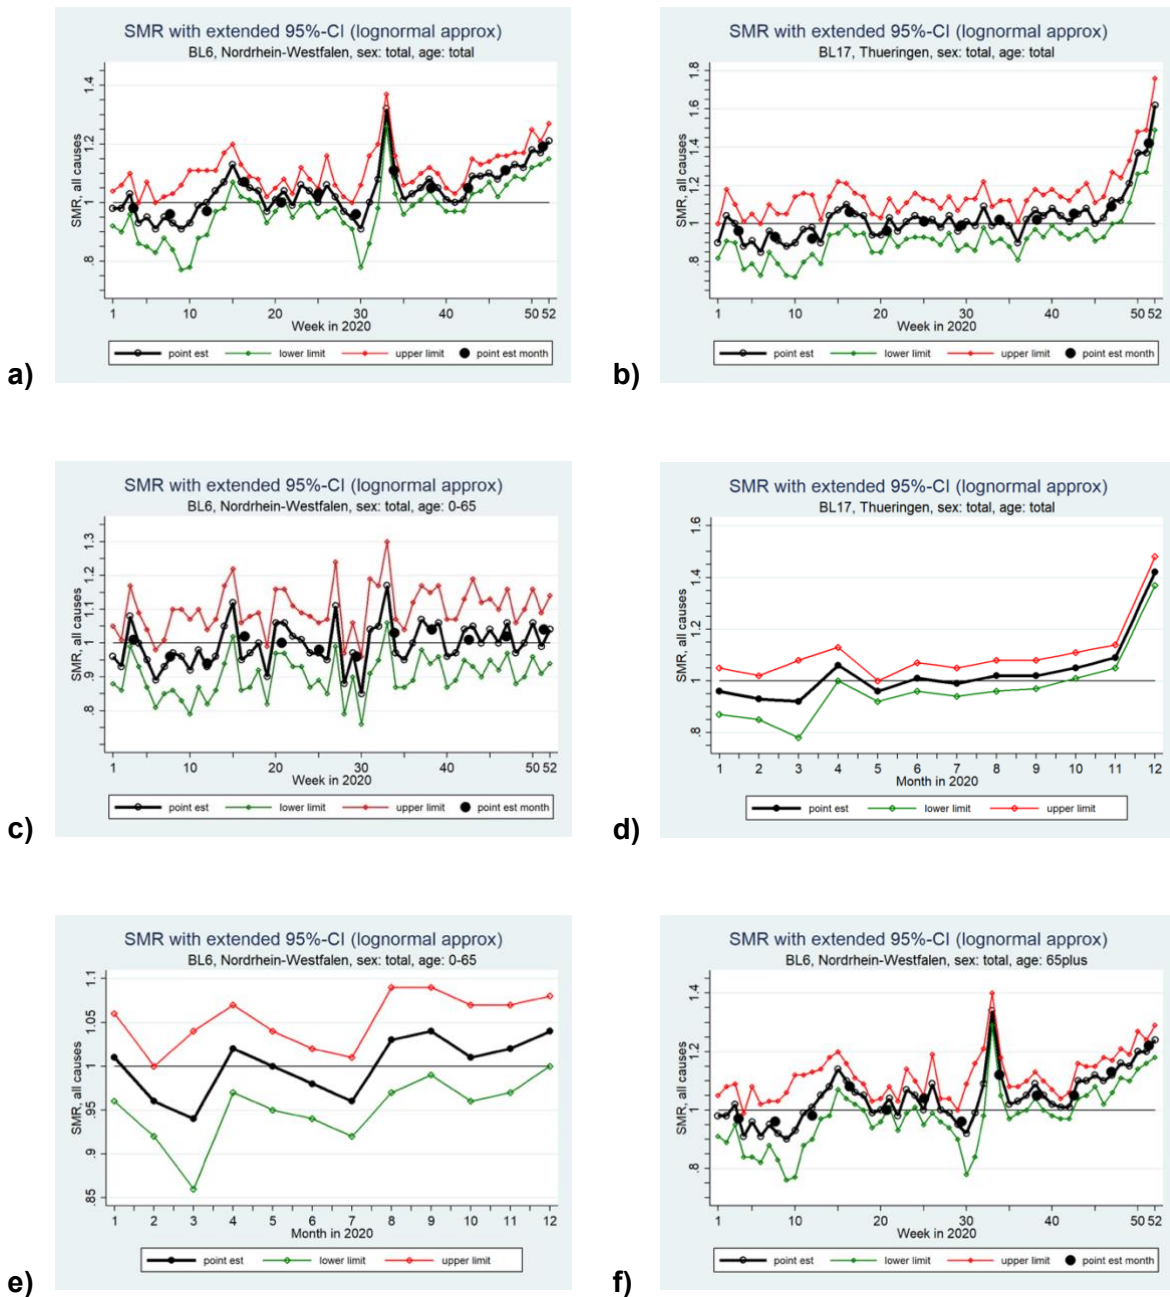 SMR with extended 95%-CI (lognormal approx)
BL6, Nordrhein-Westfalen, sex: total, age: total
SMR, all causes
1.4
1.2
1
.8
1 10 20 30 40 50 52
Week in 2020
point est lower limit upper limit point est month
a)
SMR with extended 95%-CI (lognormal approx)
BL17, Thueringen, sex: total, age: total
SMR, all causes
1.8
1.6
1.4
1.2
1
.8
1 10 20 30 40 50 52
Week in 2020
point est lower limit upper limit point est month
b)
SMR with extended 95%-CI (lognormal approx)
BL6, Nordrhein-Westfalen, sex: total, age: 0-65
SMR, all causes
1.3
1.2
1.1
1
.9
.8
1 10 20 30 40 50 52
Week in 2020
point est lower limit upper limit point est month
c)
SMR with extended 95%-CI (lognormal approx)
BL17, Thueringen, sex: total, age: total
SMR, all causes
1.6
1.4
1.2
1
.8
1 2 3 4 5 6 7 8 9 10 11 12
Month in 2020
point est lower limit upper limit
d)
SMR with extended 95%-CI (lognormal approx)
BL6, Nordrhein-Westfalen, sex: total, age: 0-65
SMR, all causes
1.1
1.05
1
.95
.9
.85
1 2 3 4 5 6 7 8 9 10 11 12
Month in 2020
point est lower limit upper limit
e)
SMR with extended 95%-CI (lognormal approx)
BL6, Nordrhein-Westfalen, sex: total, age: 65plus
SMR, all causes
1.4
1.2
1
.8
1 10 20 30 40 50 52
Week in 2020
point est lower limit upper limit point est month
f)